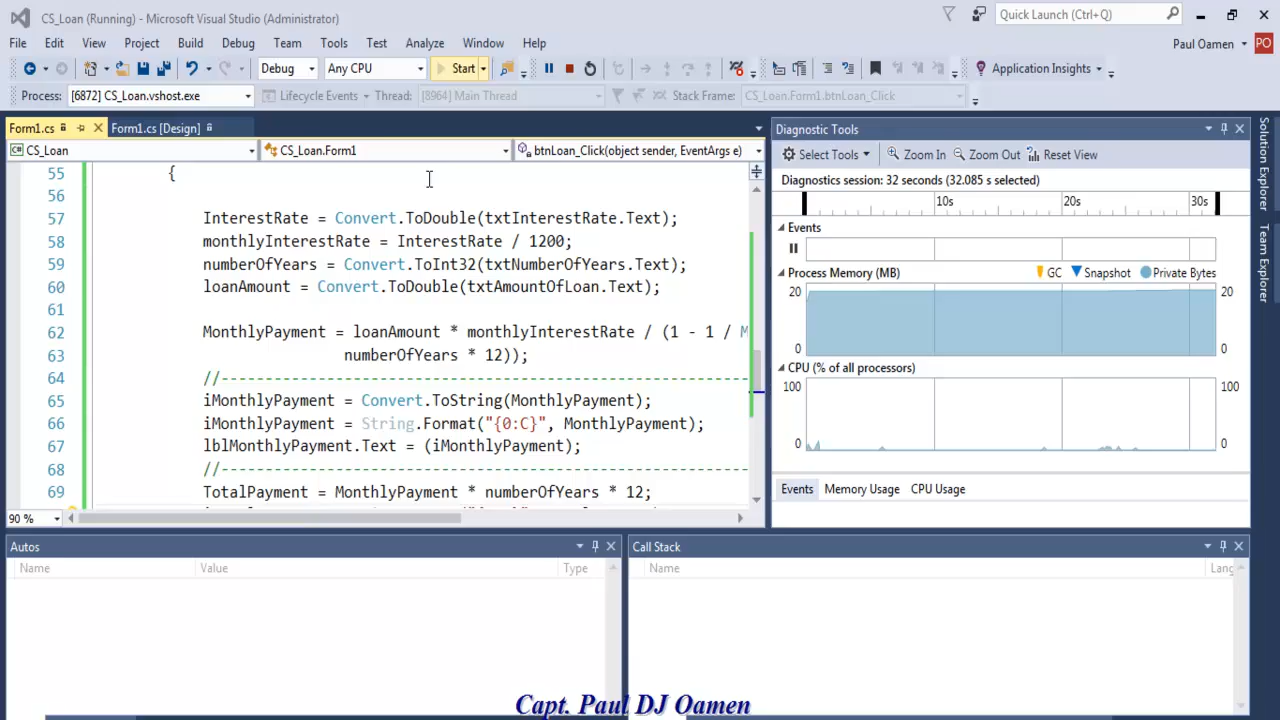 CS_Loan (Running) - Microsoft Visual Studio (Administrator)
Quick Launch (Ctrl+Q)
File Edit View Project Build Debug Team Tools Test Analyze Window Help
Paul Oamen PO
Debug Any CPU Start Application Insights
Process: [6872] CS_Loan.vshost.exe Lifecycle Events Thread: [8964] Main Thread Stack Frame: CS_Loan.Form1.btnLoan_Click
Form1.cs Form1.cs [Design]
CS_Loan CS_Loan.Form1 btnLoan_Click(object sender, EventArgs e)
55 {
56
57 InterestRate = Convert.ToDouble(txtInterestRate.Text);
58 monthlyInterestRate = InterestRate / 1200;
59 numberOfYears = Convert.ToInt32(txtNumberOfYears.Text);
60 loanAmount = Convert.ToDouble(txtAmountOfLoan.Text);
61
62 MonthlyPayment = loanAmount * monthlyInterestRate / (1 - 1 / M
63 numberOfYears * 12));
64 //------------------------------------------------------------
65 iMonthlyPayment = Convert.ToString(MonthlyPayment);
66 iMonthlyPayment = String.Format("{0:C}", MonthlyPayment);
67 lblMonthlyPayment.Text = (iMonthlyPayment);
68 //------------------------------------------------------------
69 TotalPayment = MonthlyPayment * numberOfYears * 12;
90 %
Diagnostic Tools
Select Tools Zoom In Zoom Out Reset View
Diagnostics session: 32 seconds (32.085 s selected)
10s 20s 30s
Events
Process Memory (MB) GC Snapshot Private Bytes
20 20
0 0
CPU (% of all processors)
100 100
0 0
Events Memory Usage CPU Usage
Solution Explorer
Team Explorer
Autos
Name Value Type
Call Stack
Name Lang
Capt. Paul DJ Oamen